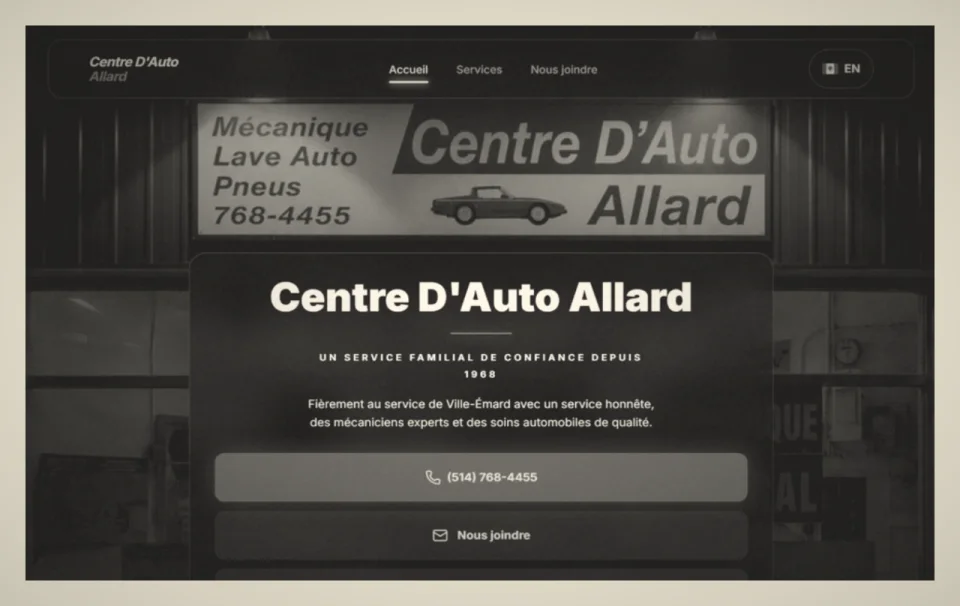 Centre D'Auto
Allard
Accueil
Services
Nous joindre
EN
Mécanique
Lave Auto
Pneus
768-4455
Centre D'Auto
Allard
Centre D'Auto Allard
UN SERVICE FAMILIAL DE CONFIANCE DEPUIS
1968
Fièrement au service de Ville-Émard avec un service honnête,
des mécaniciens experts et des soins automobiles de qualité.
(514) 768-4455
Nous joindre